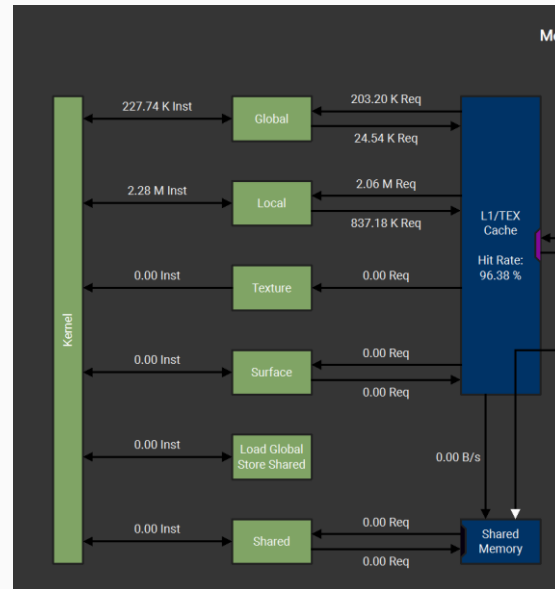 Me
Kernel
227.74 K Inst
Global
203.20 K Req
24.54 K Req
2.28 M Inst
Local
2.06 M Req
837.18 K Req
L1/TEX
Cache
Hit Rate:
96.38 %
0.00 Inst
Texture
0.00 Req
0.00 Inst
Surface
0.00 Req
0.00 Req
0.00 Inst
Load Global
Store Shared
0.00 B/s
0.00 Inst
Shared
0.00 Req
0.00 Req
Shared
Memory